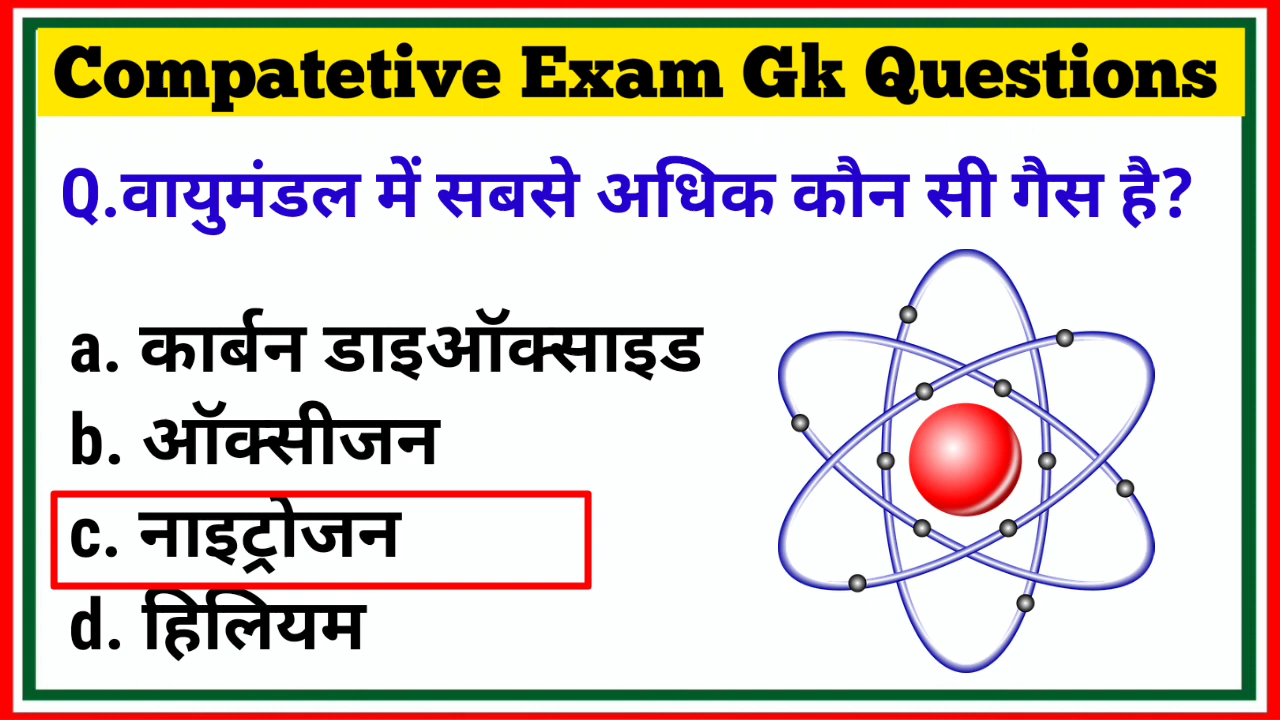 Compatetive Exam Gk Questions
Q.वायुमंडल में सबसे अधिक कौन सी गैस है?
a. कार्बन डाइऑक्साइड
b. ऑक्सीजन
c. नाइट्रोजन
d. हिलियम